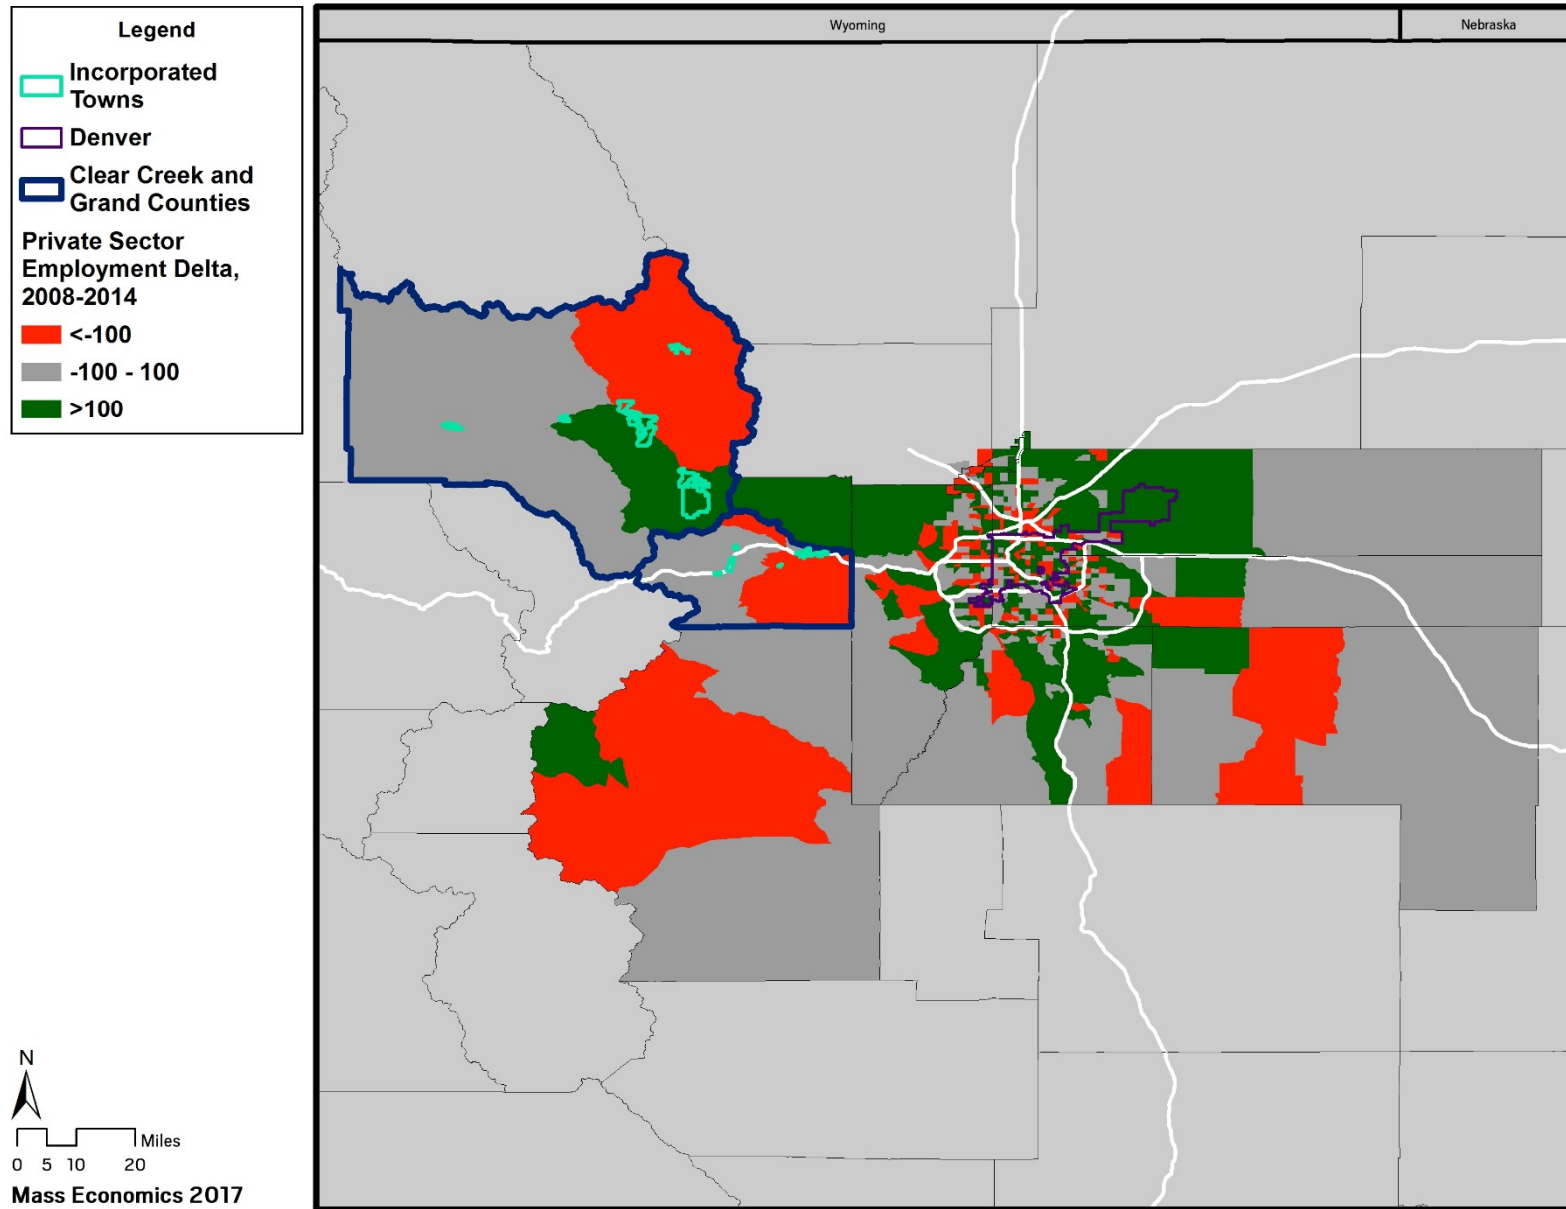 Legend
Incorporated
Towns
Denver
Clear Creek and
Grand Counties
Private Sector
Employment Delta,
2008-2014
<-100
-100 - 100
>100
Wyoming
Nebraska
N
Miles
0 5 10 20
Mass Economics 2017